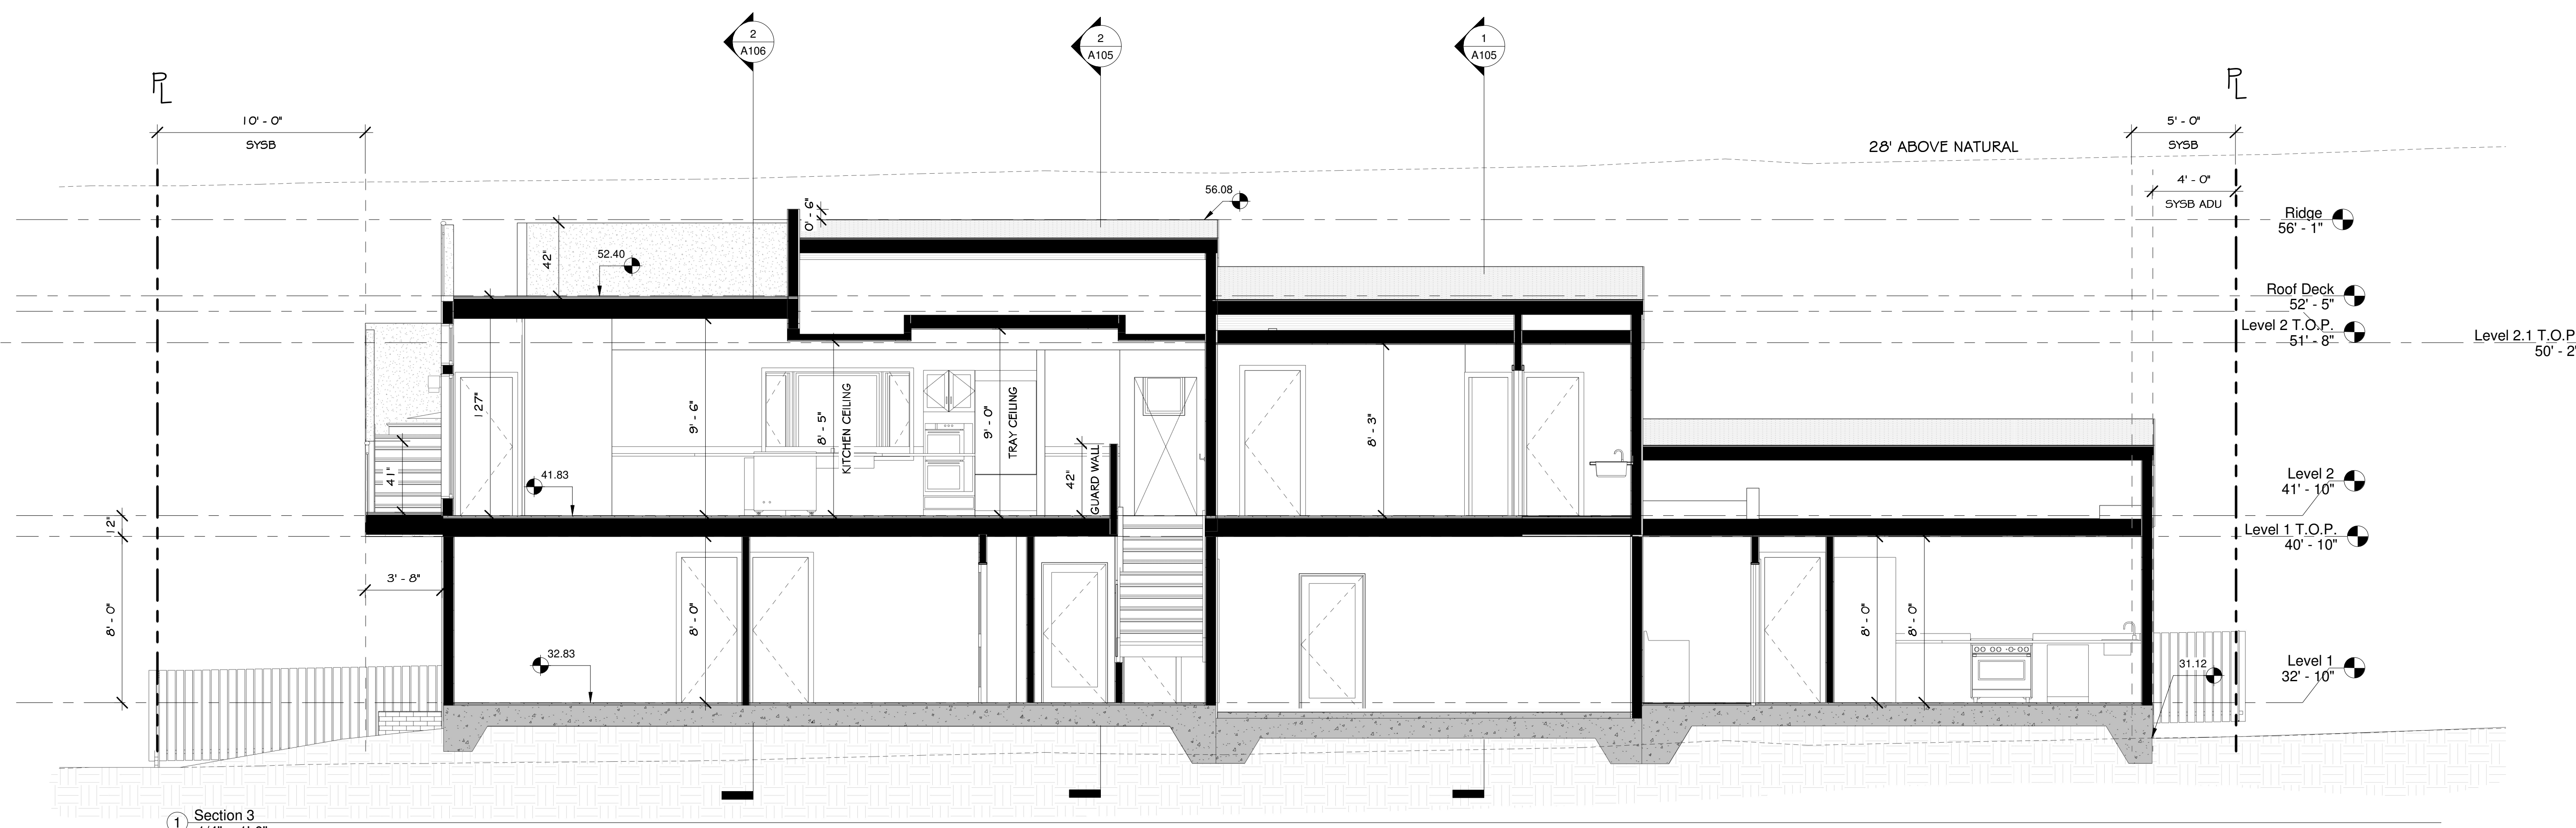 2
A106
2
A105
1
A105
PL
PL
10' - 0"
SYSB
5' - 0"
SYSB
28' ABOVE NATURAL
4' - 0"
SYSB ADU
56.08
0' - 6"
Ridge
56' - 1"
42"
52.40
Roof Deck
52' - 5"
Level 2 T.O.P.
51' - 8"
Level 2.1 T.O.P
50' - 2'
127"
9' - 6"
8' - 5"
KITCHEN CEILING
9' - 0"
TRAY CEILING
8' - 3"
41"
41.83
42"
GUARD WALL
Level 2
41' - 10"
12"
Level 1 T.O.P.
40' - 10"
3' - 8"
8' - 0"
8' - 0"
8' - 0"
8' - 0"
32.83
31.12
Level 1
32' - 10"
1
Section 3